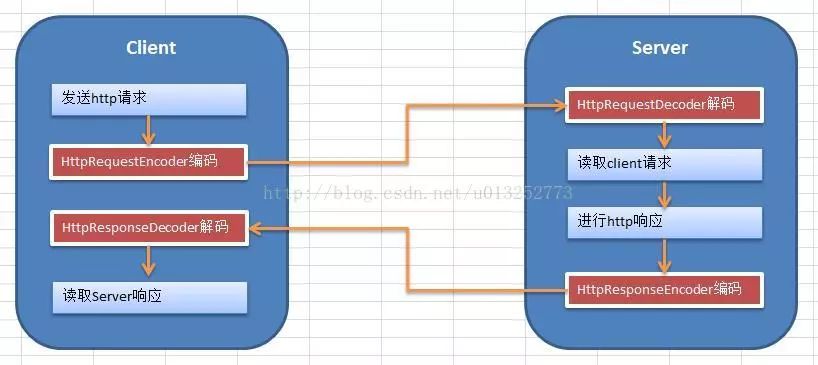 Client
发送http请求
HttpRequestEncoder编码
HttpResponseDecoder解码
读取Server响应
http://blog.csdn.net/u013252773
Server
HttpRequestDecoder解码
读取client请求
进行http响应
HttpResponseEncoder编码